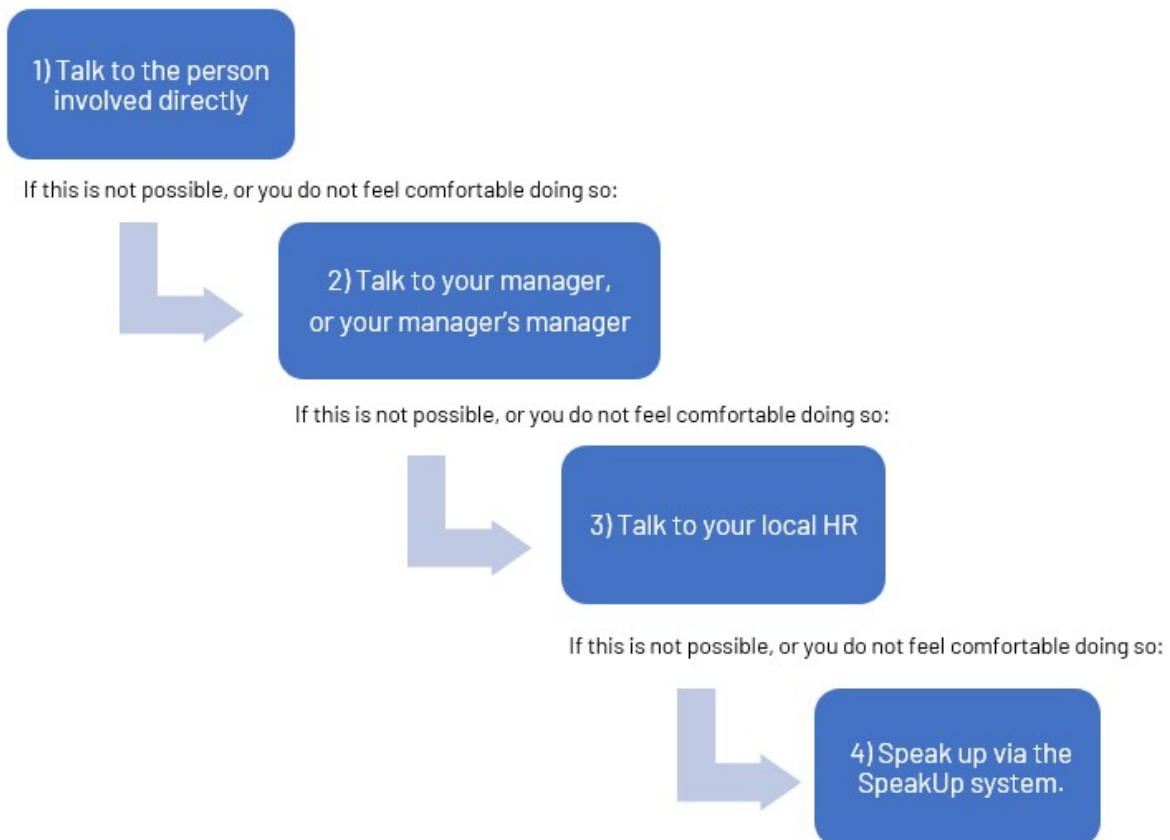 1) Talk to the person
involved directly
If this is not possible, or you do not feel comfortable doing so:
2) Talk to your manager,
or your manager's manager
If this is not possible, or you do not feel comfortable doing so:
3) Talk to your local HR
If this is not possible, or you do not feel comfortable doing so:
4) Speak up via the
SpeakUp system.